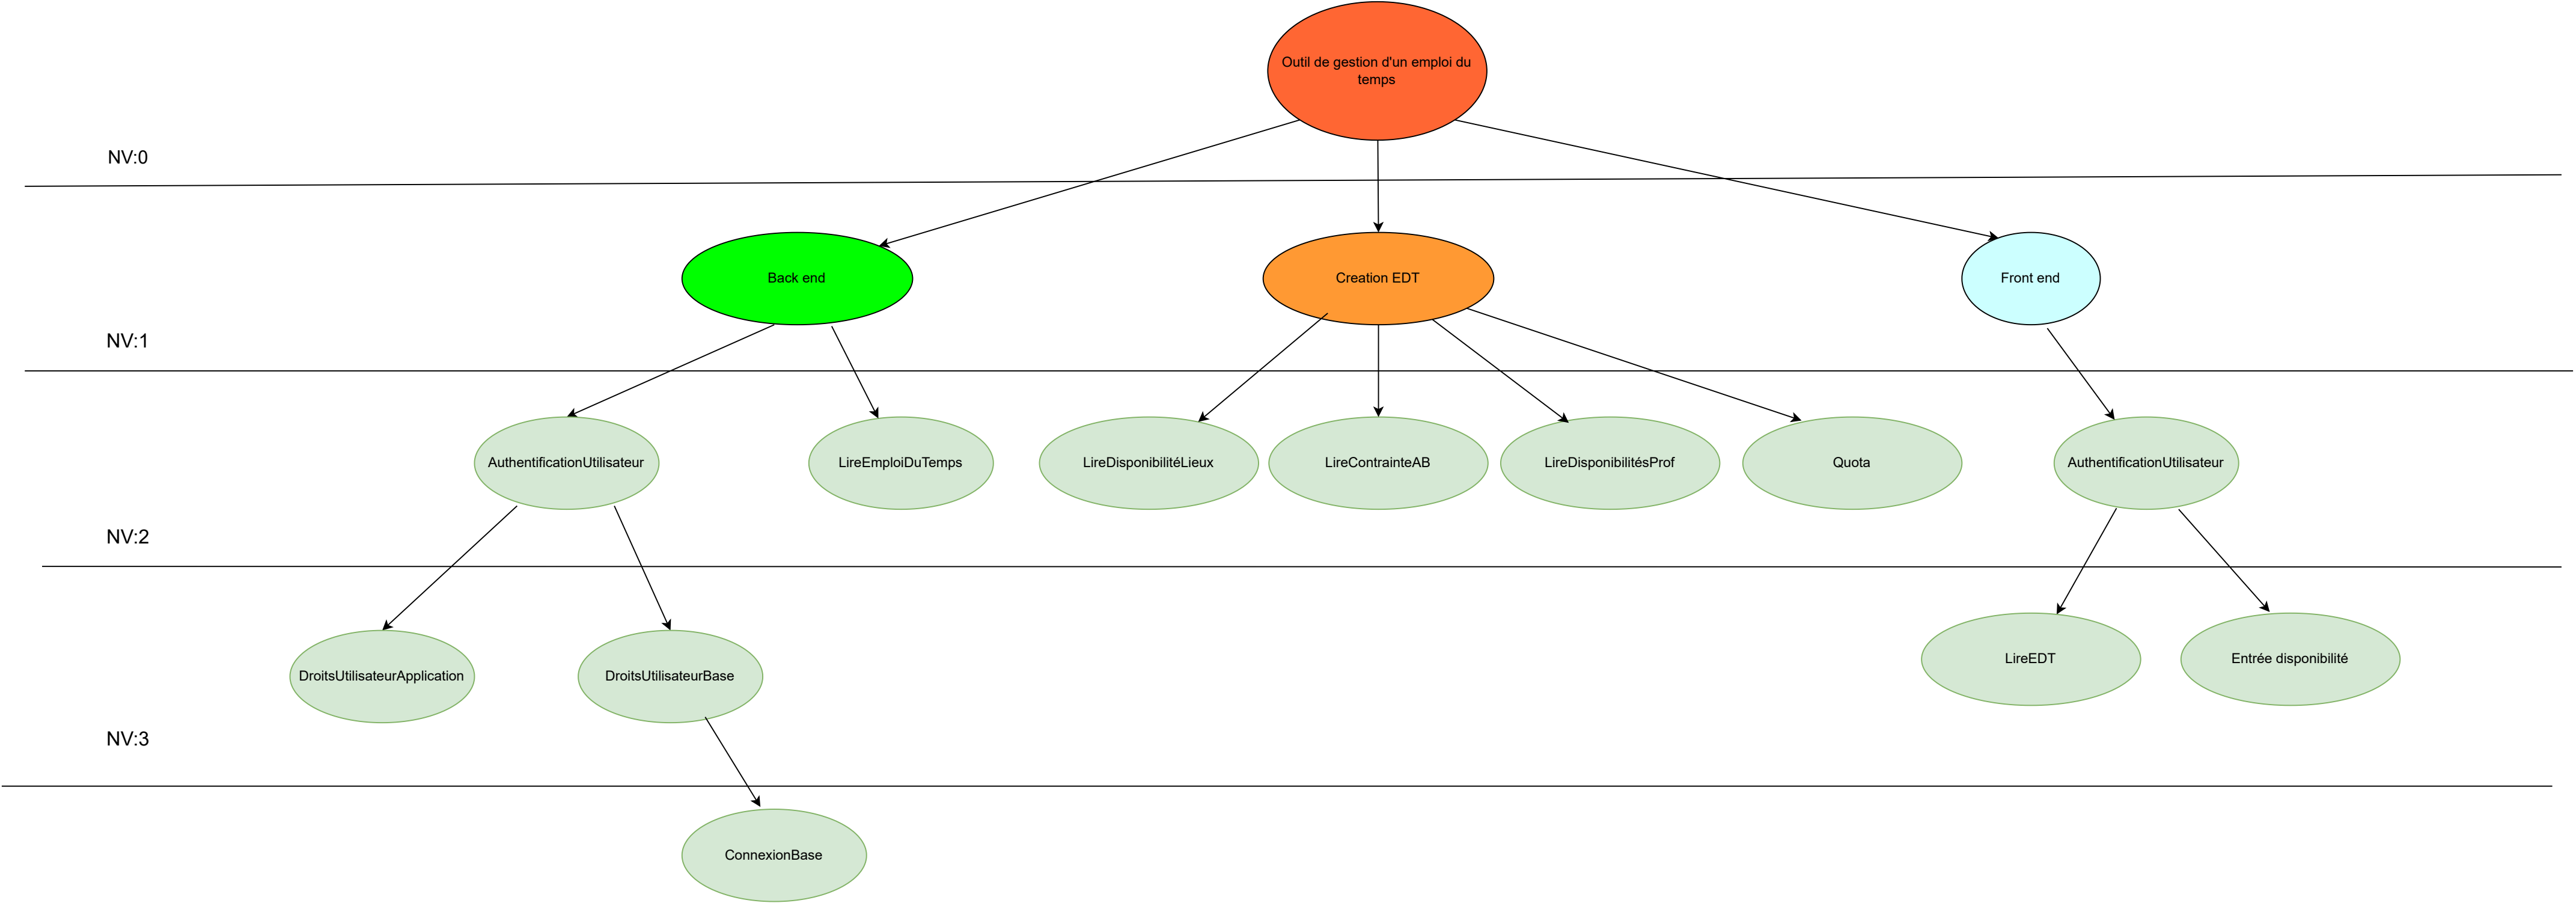 Outil de gestion d'un emploi du
temps
NV:0
Back end
Creation EDT
Front end
NV:1
AuthentificationUtilisateur
LireEmploiDuTemps
LireDisponibilitéLieux
LireContrainteAB
LireDisponibilitésProf
Quota
AuthentificationUtilisateur
NV:2
DroitsUtilisateurApplication
DroitsUtilisateurBase
LireEDT
Entrée disponibilité
NV:3
ConnexionBase